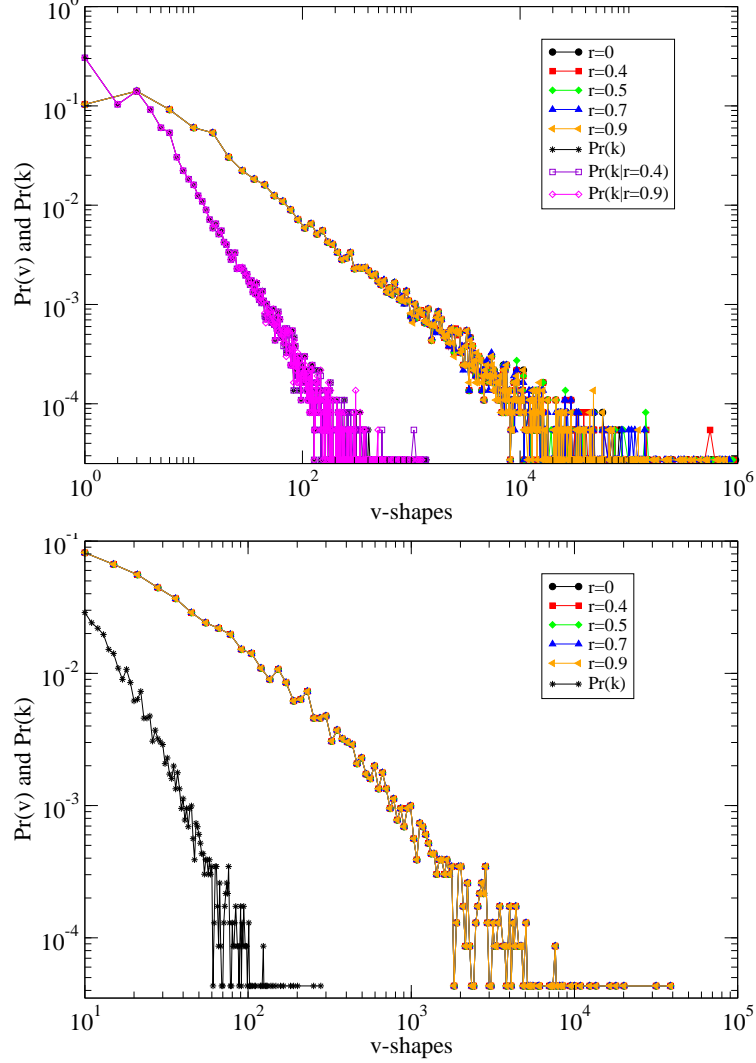 10^0
10^-1
10^-2
10^-3
10^-4
Pr(v) and Pr(k)
r=0
r=0.4
r=0.5
r=0.7
r=0.9
Pr(k)
Pr(k|r=0.4)
Pr(k|r=0.9)
10^0 10^2 10^4 10^6
v-shapes
10^-1
10^-2
10^-3
10^-4
Pr(v) and Pr(k)
r=0
r=0.4
r=0.5
r=0.7
r=0.9
Pr(k)
10^1 10^2 10^3 10^4 10^5
v-shapes